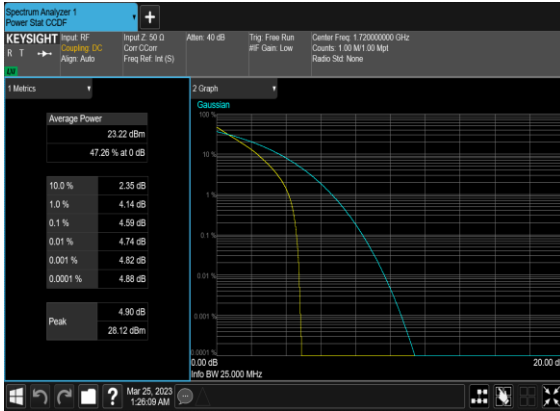 Spectrum Analyzer 1
Power Stat CCDF
KEYSIGHT
R T
Input: RF
Coupling: DC
Align: Auto
Input Z: 50 Ω
Corr CCorr
Freq Ref: Int (S)
Atten: 40 dB
Trig: Free Run
#IF Gain: Low
Center Freq: 1.720000000 GHz
Counts: 1.00 M/1.00 Mpt
Radio Std: None
1 Metrics
Average Power
23.22 dBm
47.26 % at 0 dB
10.0 % 2.35 dB
1.0 % 4.14 dB
0.1 % 4.59 dB
0.01 % 4.74 dB
0.001 % 4.82 dB
0.0001 % 4.88 dB
Peak
4.90 dB
28.12 dBm
2 Graph
Gaussian
100 %
10 %
1 %
0.1 %
0.01 %
0.001 %
0.0001 %
0.00 dB
20.00 d
Info BW 25.000 MHz
?
Mar 25, 2023
1:26:09 AM